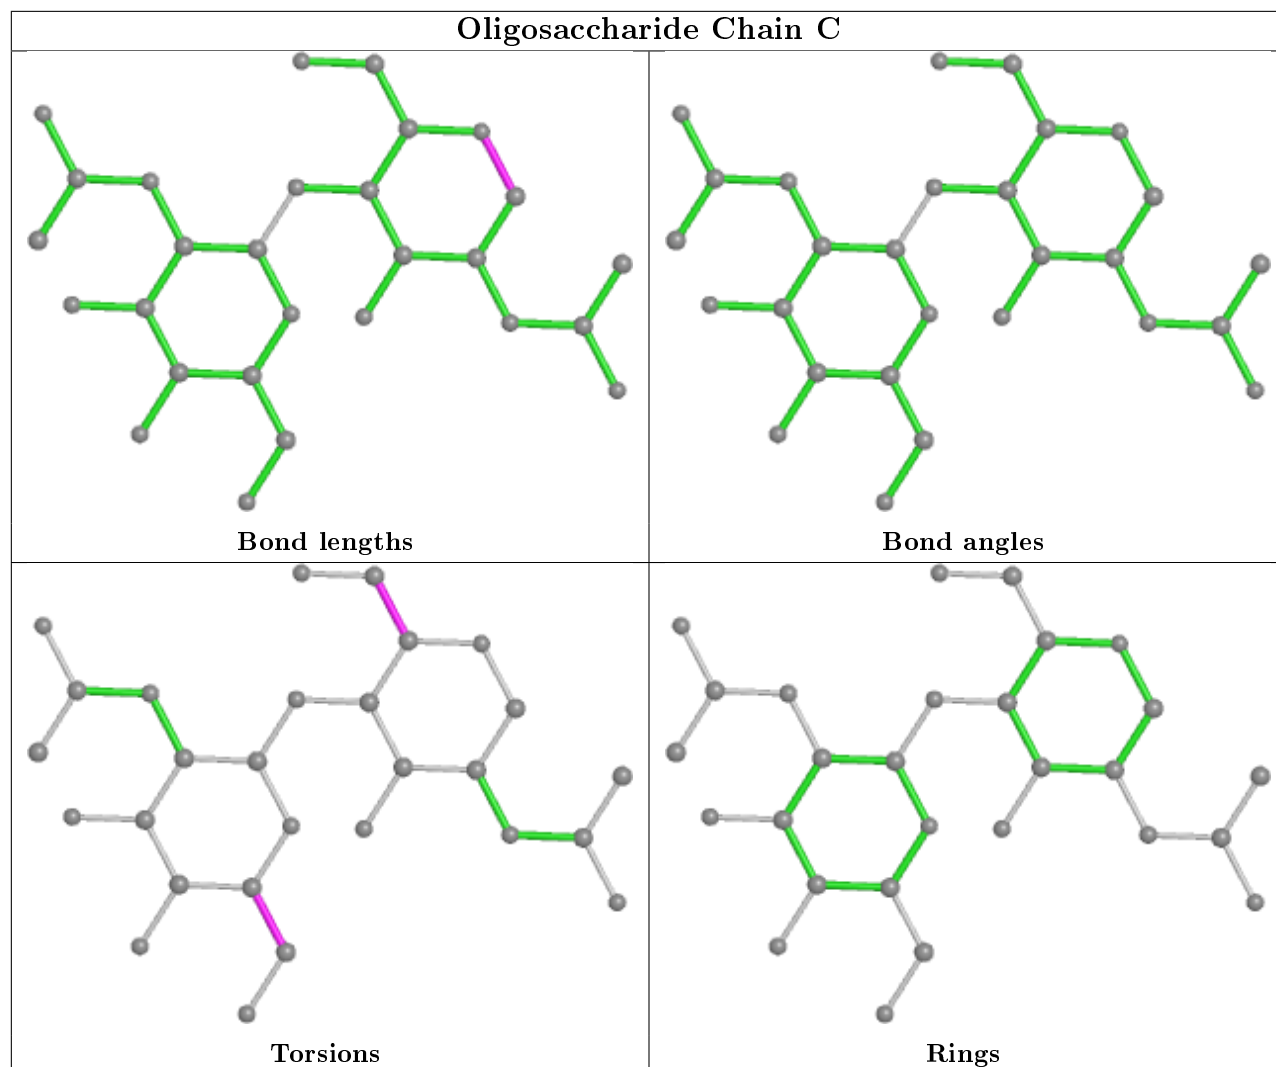 Oligosaccharide Chain C
Bond lengths
Bond angles
Torsions
Rings